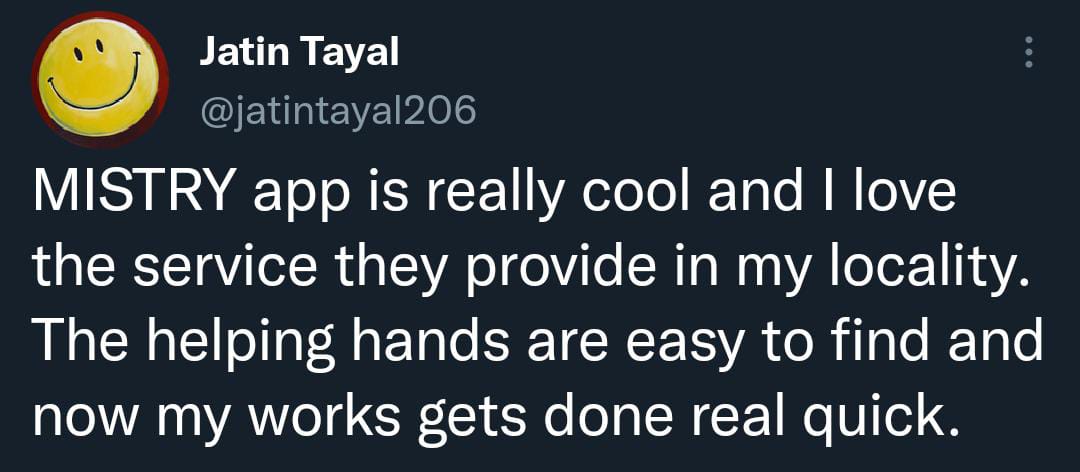 Jatin Tayal
@jatintayal206
MISTRY app is really cool and I love
the service they provide in my locality.
The helping hands are easy to find and
now my works gets done real quick.